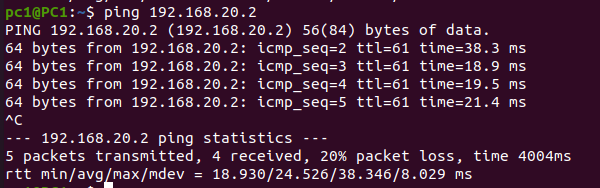 pc1@PC1:~$ ping 192.168.20.2
PING 192.168.20.2 (192.168.20.2) 56(84) bytes of data.
64 bytes from 192.168.20.2: icmp_seq=2 ttl=61 time=38.3 ms
64 bytes from 192.168.20.2: icmp_seq=3 ttl=61 time=18.9 ms
64 bytes from 192.168.20.2: icmp_seq=4 ttl=61 time=19.5 ms
64 bytes from 192.168.20.2: icmp_seq=5 ttl=61 time=21.4 ms
^C
--- 192.168.20.2 ping statistics ---
5 packets transmitted, 4 received, 20% packet loss, time 4004ms
rtt min/avg/max/mdev = 18.930/24.526/38.346/8.029 ms